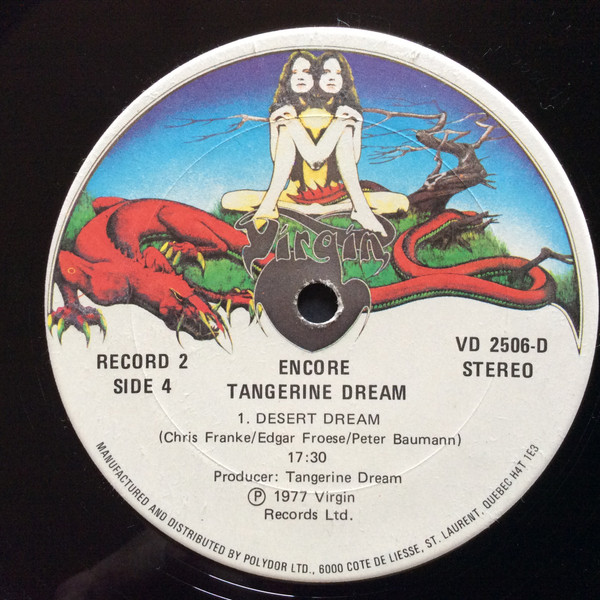 Virgin
RECORD 2
SIDE 4
VD 2506-D
STEREO
ENCORE
TANGERINE DREAM
1. DESERT DREAM
(Chris Franke/Edgar Froese/Peter Baumann)
17:30
Producer: Tangerine Dream
Ⓟ 1977 Virgin
Records Ltd.
MANUFACTURED AND DISTRIBUTED BY POLYDOR LTD., 6000 COTE DE LIESSE, ST. LAURENT, QUEBEC H4T 1E3